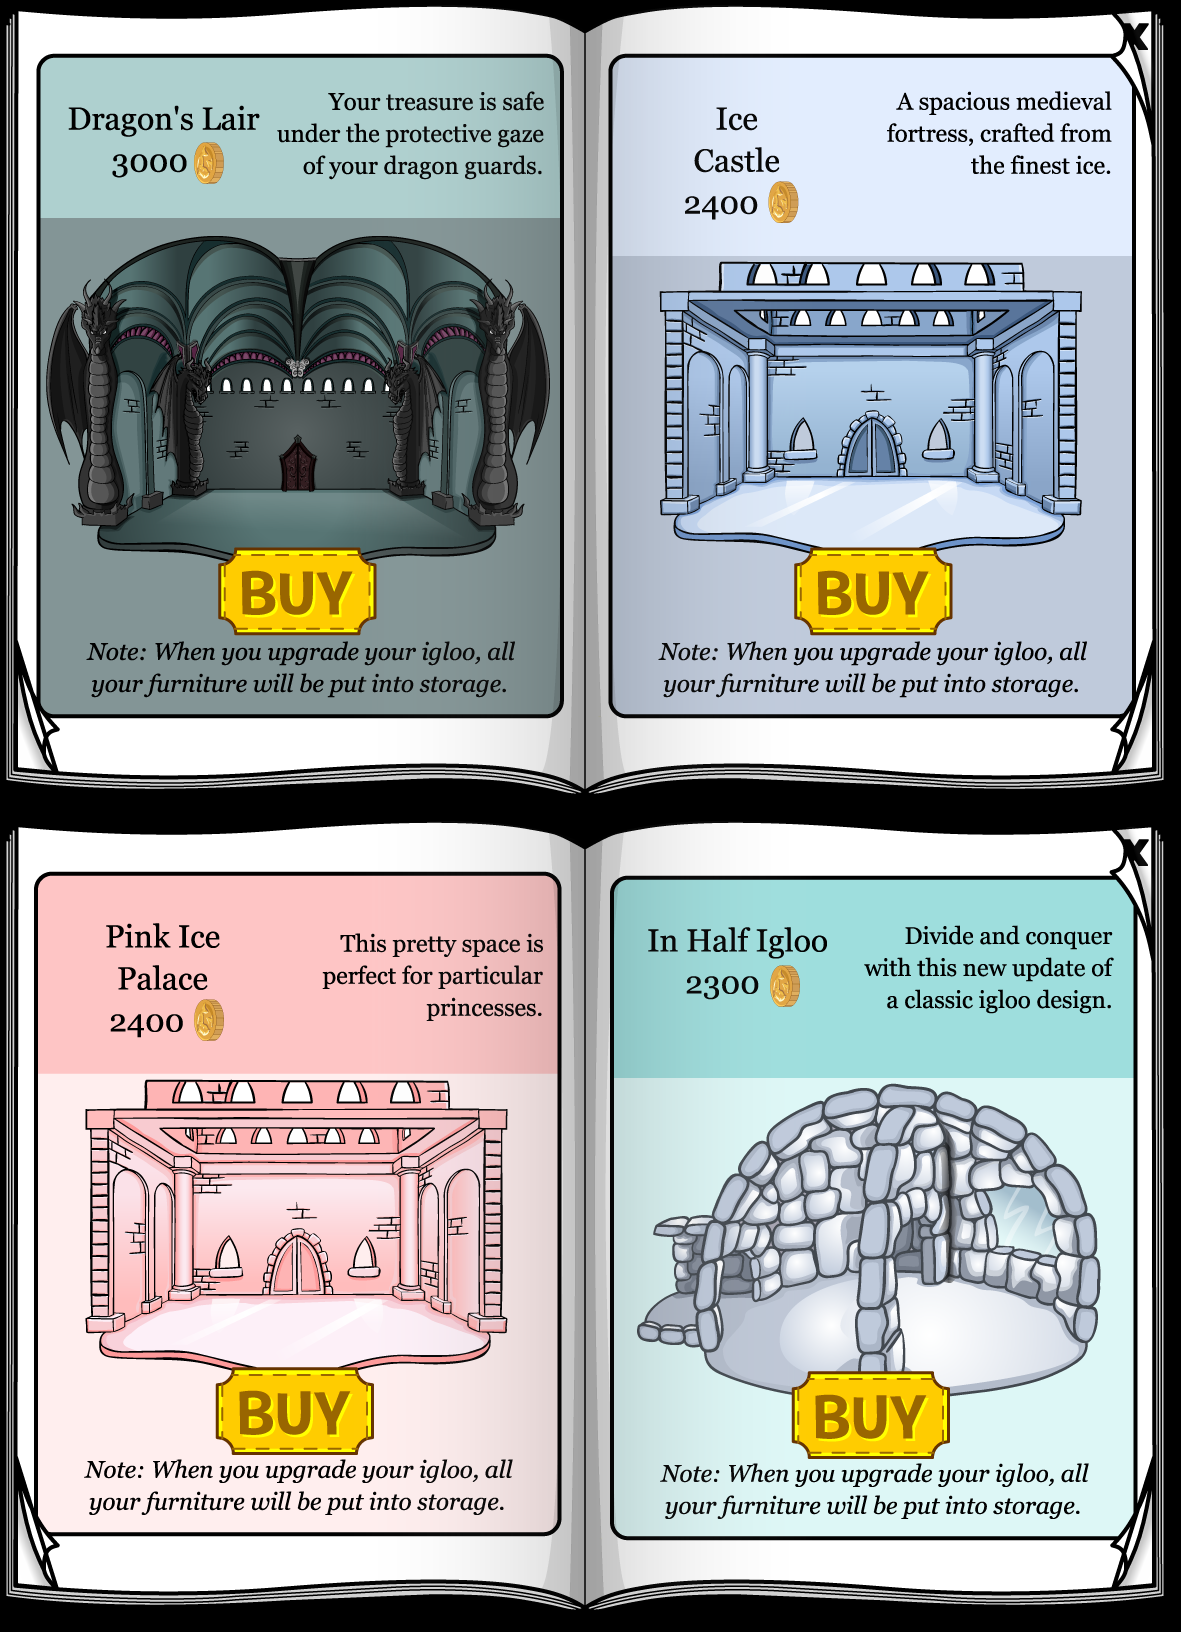 X
Dragon's Lair
3000
Your treasure is safe
under the protective gaze
of your dragon guards.
BUY
Note: When you upgrade your igloo, all
your furniture will be put into storage.
Ice
Castle
2400
A spacious medieval
fortress, crafted from
the finest ice.
BUY
Note: When you upgrade your igloo, all
your furniture will be put into storage.
X
Pink Ice
Palace
2400
This pretty space is
perfect for particular
princesses.
BUY
Note: When you upgrade your igloo, all
your furniture will be put into storage.
In Half Igloo
2300
Divide and conquer
with this new update of
a classic igloo design.
BUY
Note: When you upgrade your igloo, all
your furniture will be put into storage.